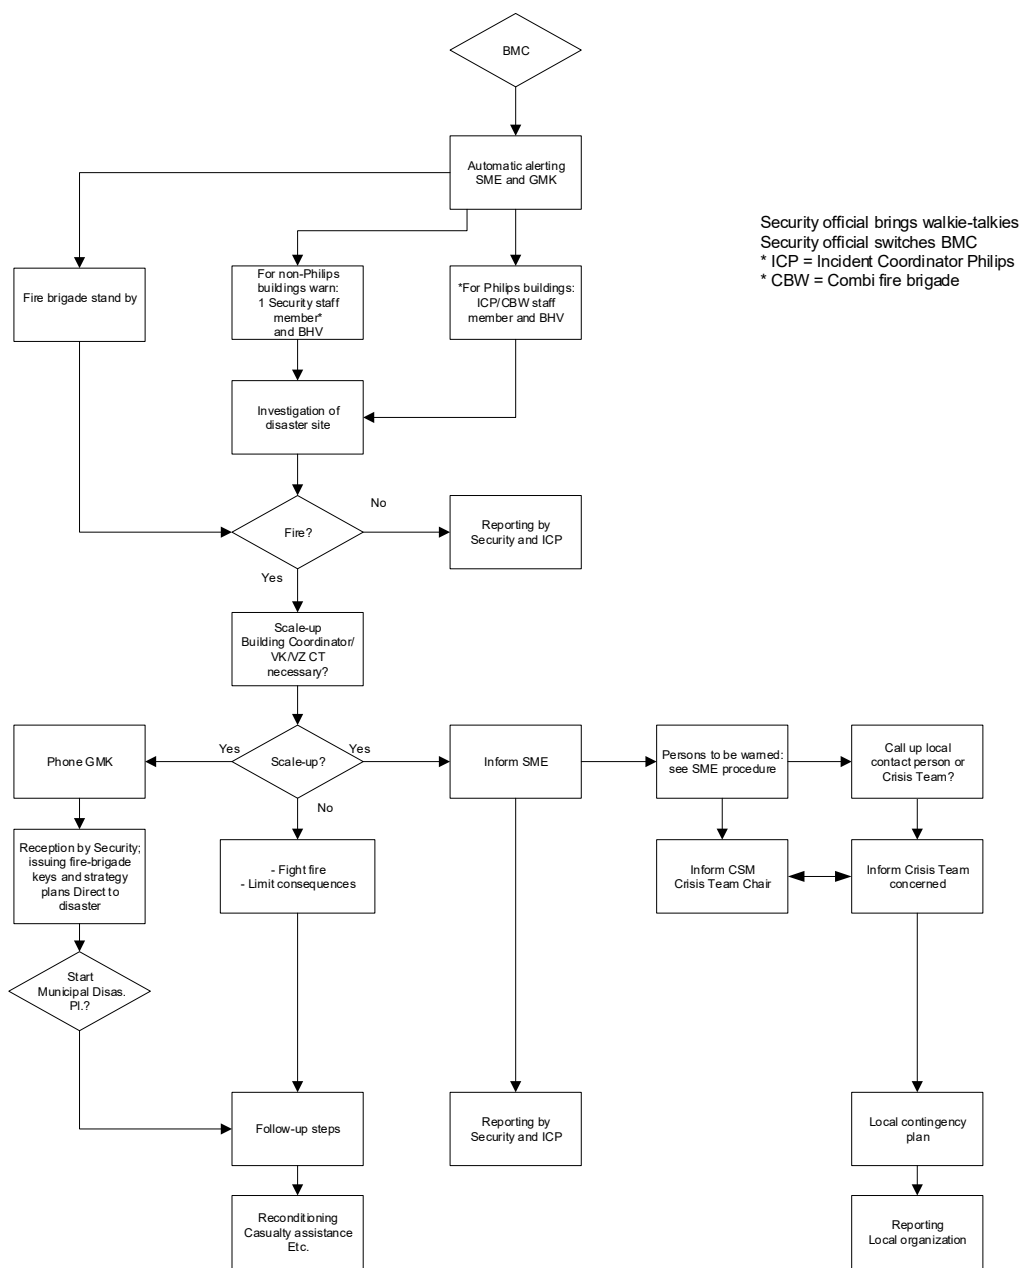 BMC
Automatic alerting
SME and GMK
Security official brings walkie-talkies
Security official switches BMC
* ICP = Incident Coordinator Philips
* CBW = Combi fire brigade
Fire brigade stand by
For non-Philips
buildings warn:
1 Security staff
member*
and BHV
*For Philips buildings:
ICP/CBW staff
member and BHV
Investigation of
disaster site
No
Fire?
Reporting by
Security and ICP
Yes
Scale-up
Building Coordinator/
VK/VZ CT
necessary?
Phone GMK
Yes
Scale-up?
Yes
Inform SME
Persons to be warned:
see SME procedure
Call up local
contact person or
Crisis Team?
No
Reception by Security;
issuing fire-brigade
keys and strategy
plans Direct to
disaster
- Fight fire
- Limit consequences
Inform CSM
Crisis Team Chair
Inform Crisis Team
concerned
Start
Municipal Disas.
Pl.?
Follow-up steps
Reporting by
Security and ICP
Local contingency
plan
Reconditioning
Casualty assistance
Etc.
Reporting
Local organization